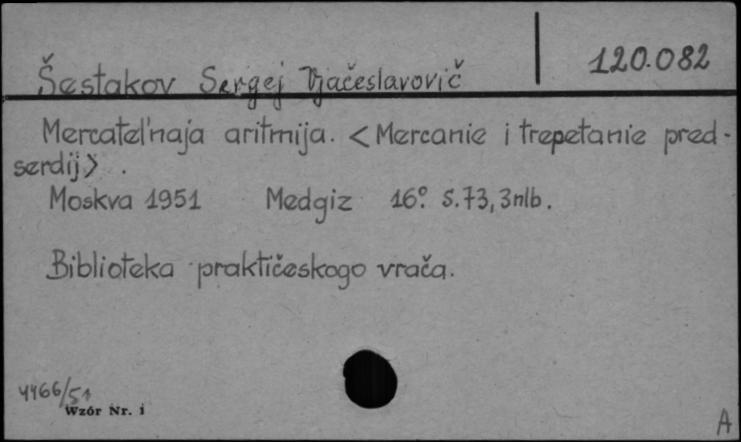 120.082
Šestakov Sergej Vjačeslavovič
Mercatel'naja aritmija. <Mercanie i trepetanie pred-
serdij>.
Moskva 1951 Medgiz 16° S.73, 3nlb.
Biblioteka praktičeskogo vrača.
4466/51
Wzór Nr. 1
A